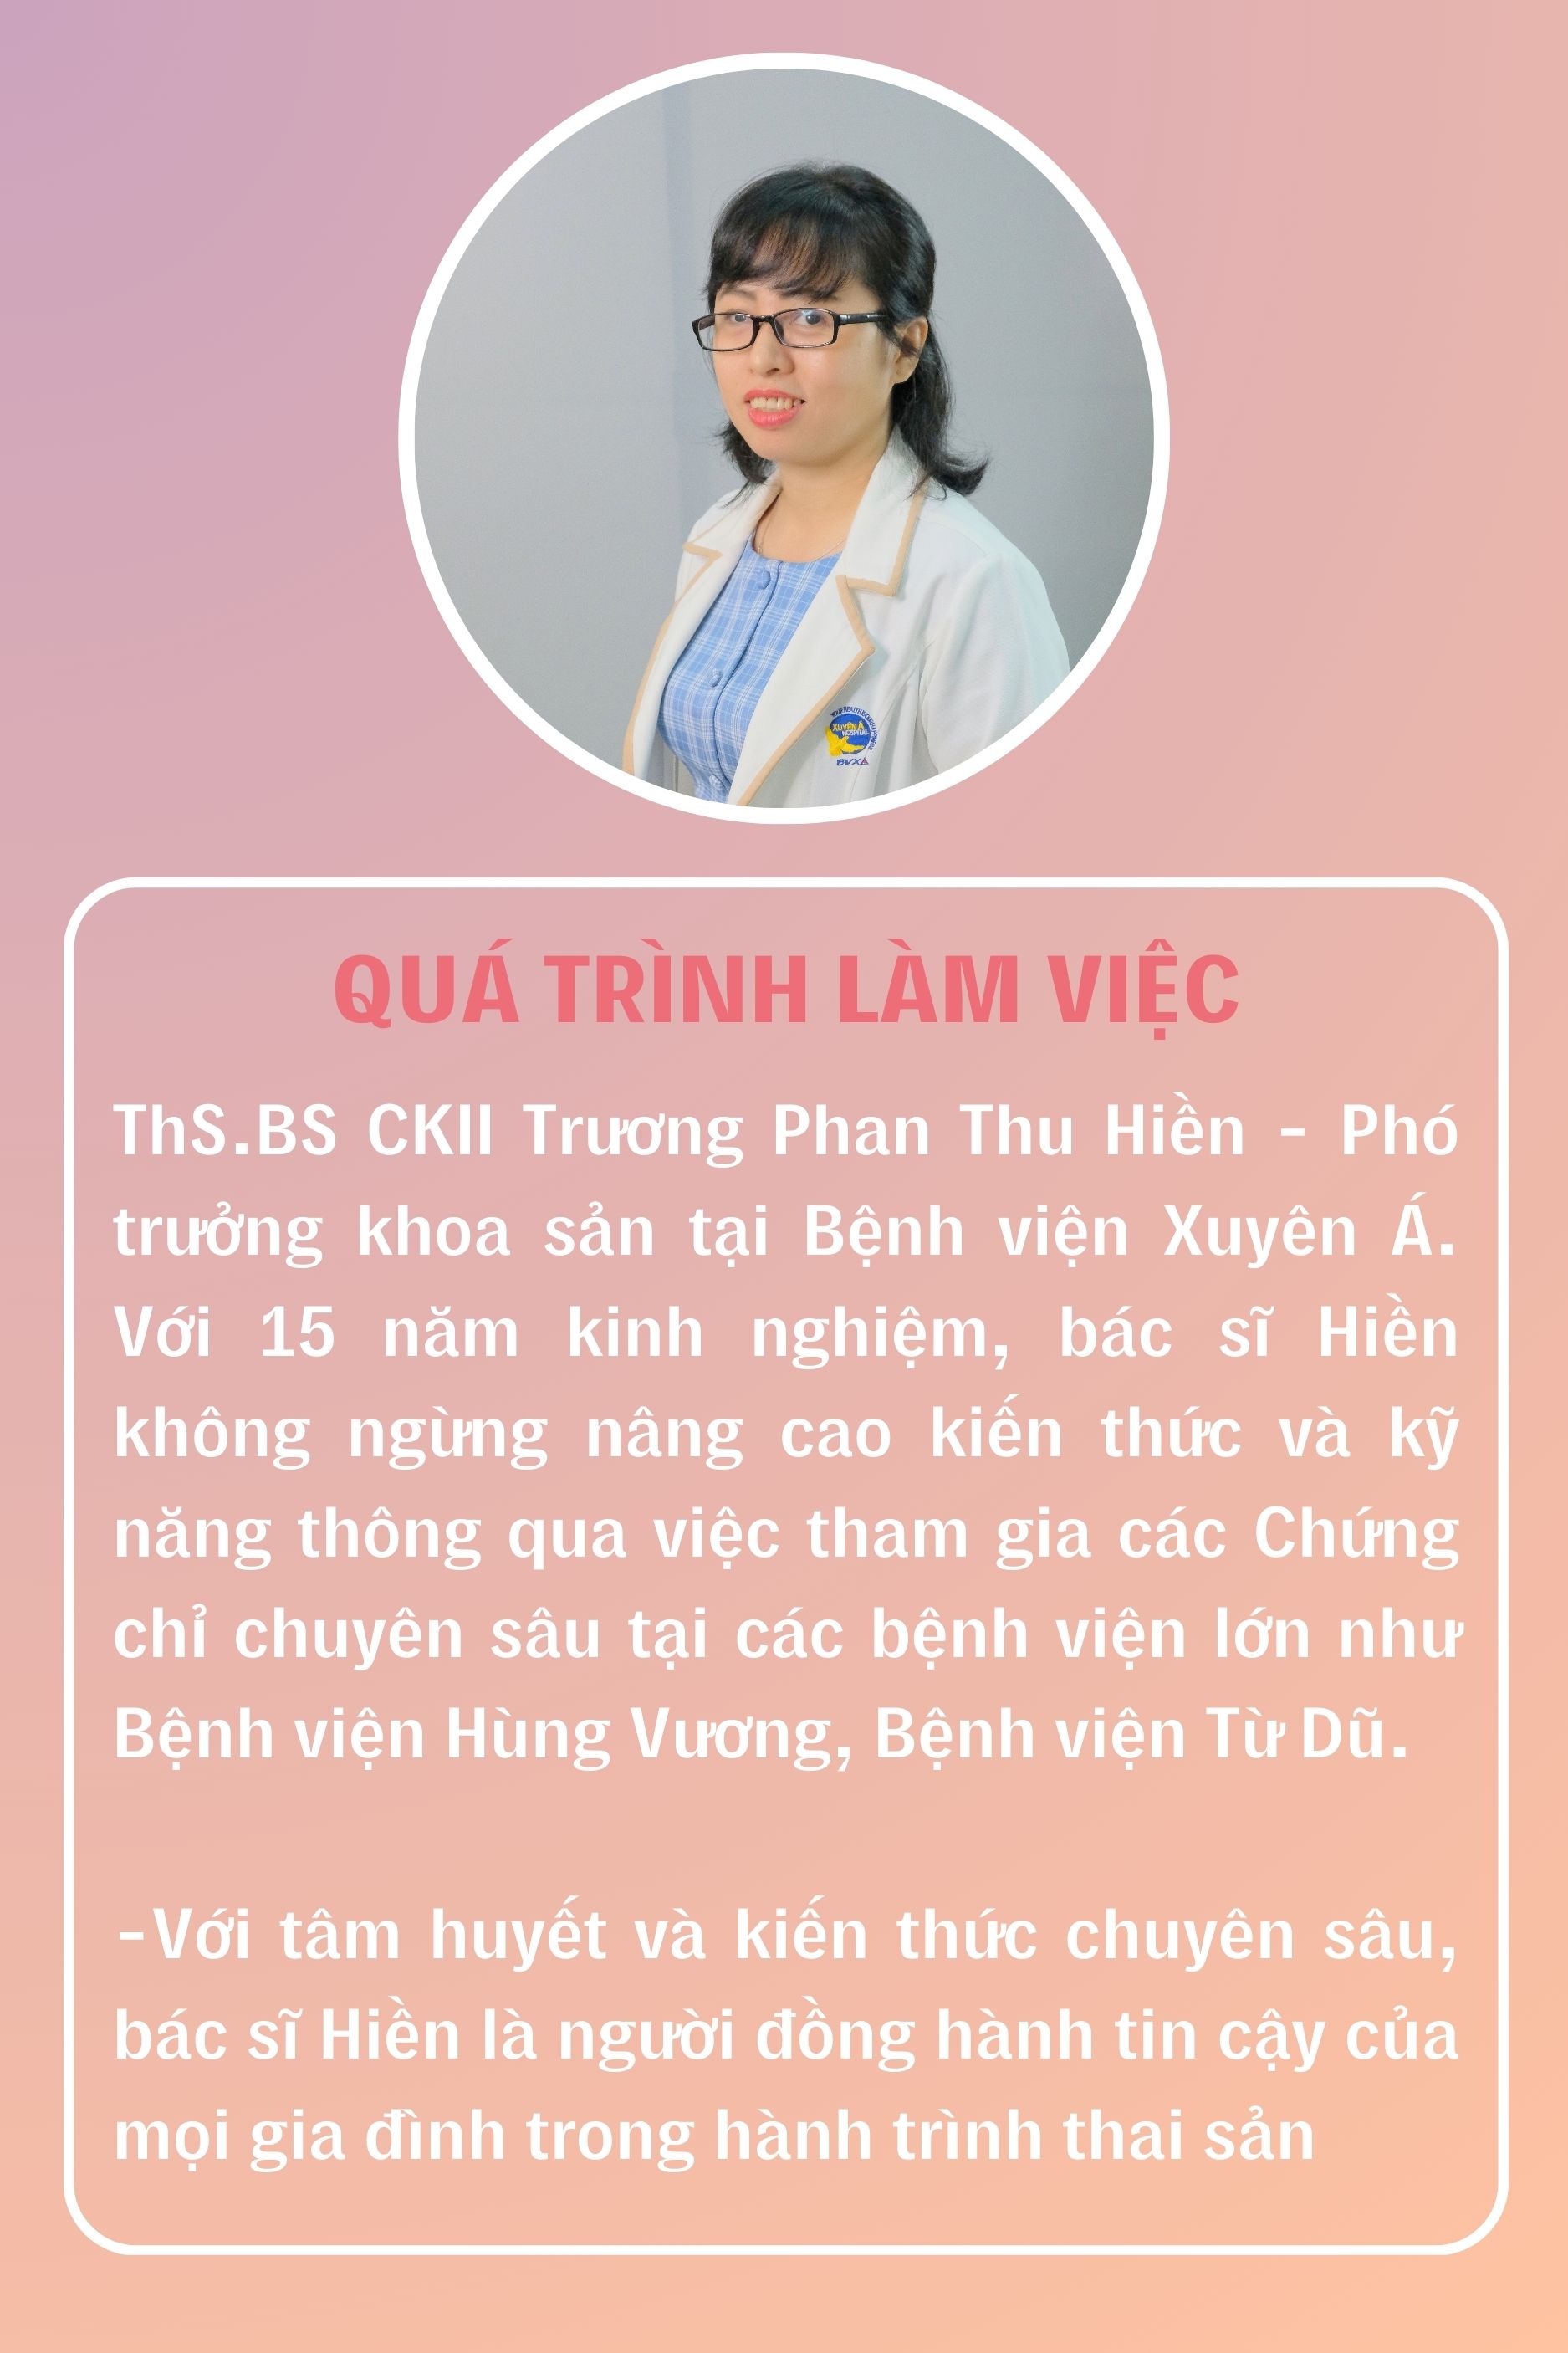 XUYÊN Á
HOSPITAL
BVXA
QUÁ TRÌNH LÀM VIỆC
ThS.BS CKII Trương Phan Thu Hiền - Phó
trưởng khoa sản tại Bệnh viện Xuyên Á.
Với 15 năm kinh nghiệm, bác sĩ Hiền
không ngừng nâng cao kiến thức và kỹ
năng thông qua việc tham gia các Chứng
chỉ chuyên sâu tại các bệnh viện lớn như
Bệnh viện Hùng Vương, Bệnh viện Từ Dũ.
-Với tâm huyết và kiến thức chuyên sâu,
bác sĩ Hiền là người đồng hành tin cậy của
mọi gia đình trong hành trình thai sản